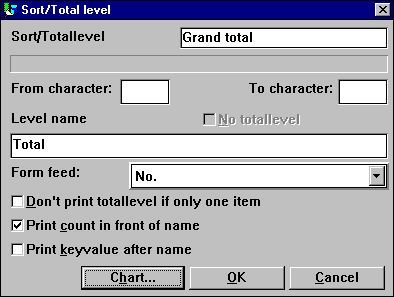 Sort/Total level
Sort/Totallevel Grand total
From character: To character:
Level name No totallevel
Total
Form feed: No.
Don't print totallevel if only one item
Print count in front of name
Print keyvalue after name
Chart... OK Cancel